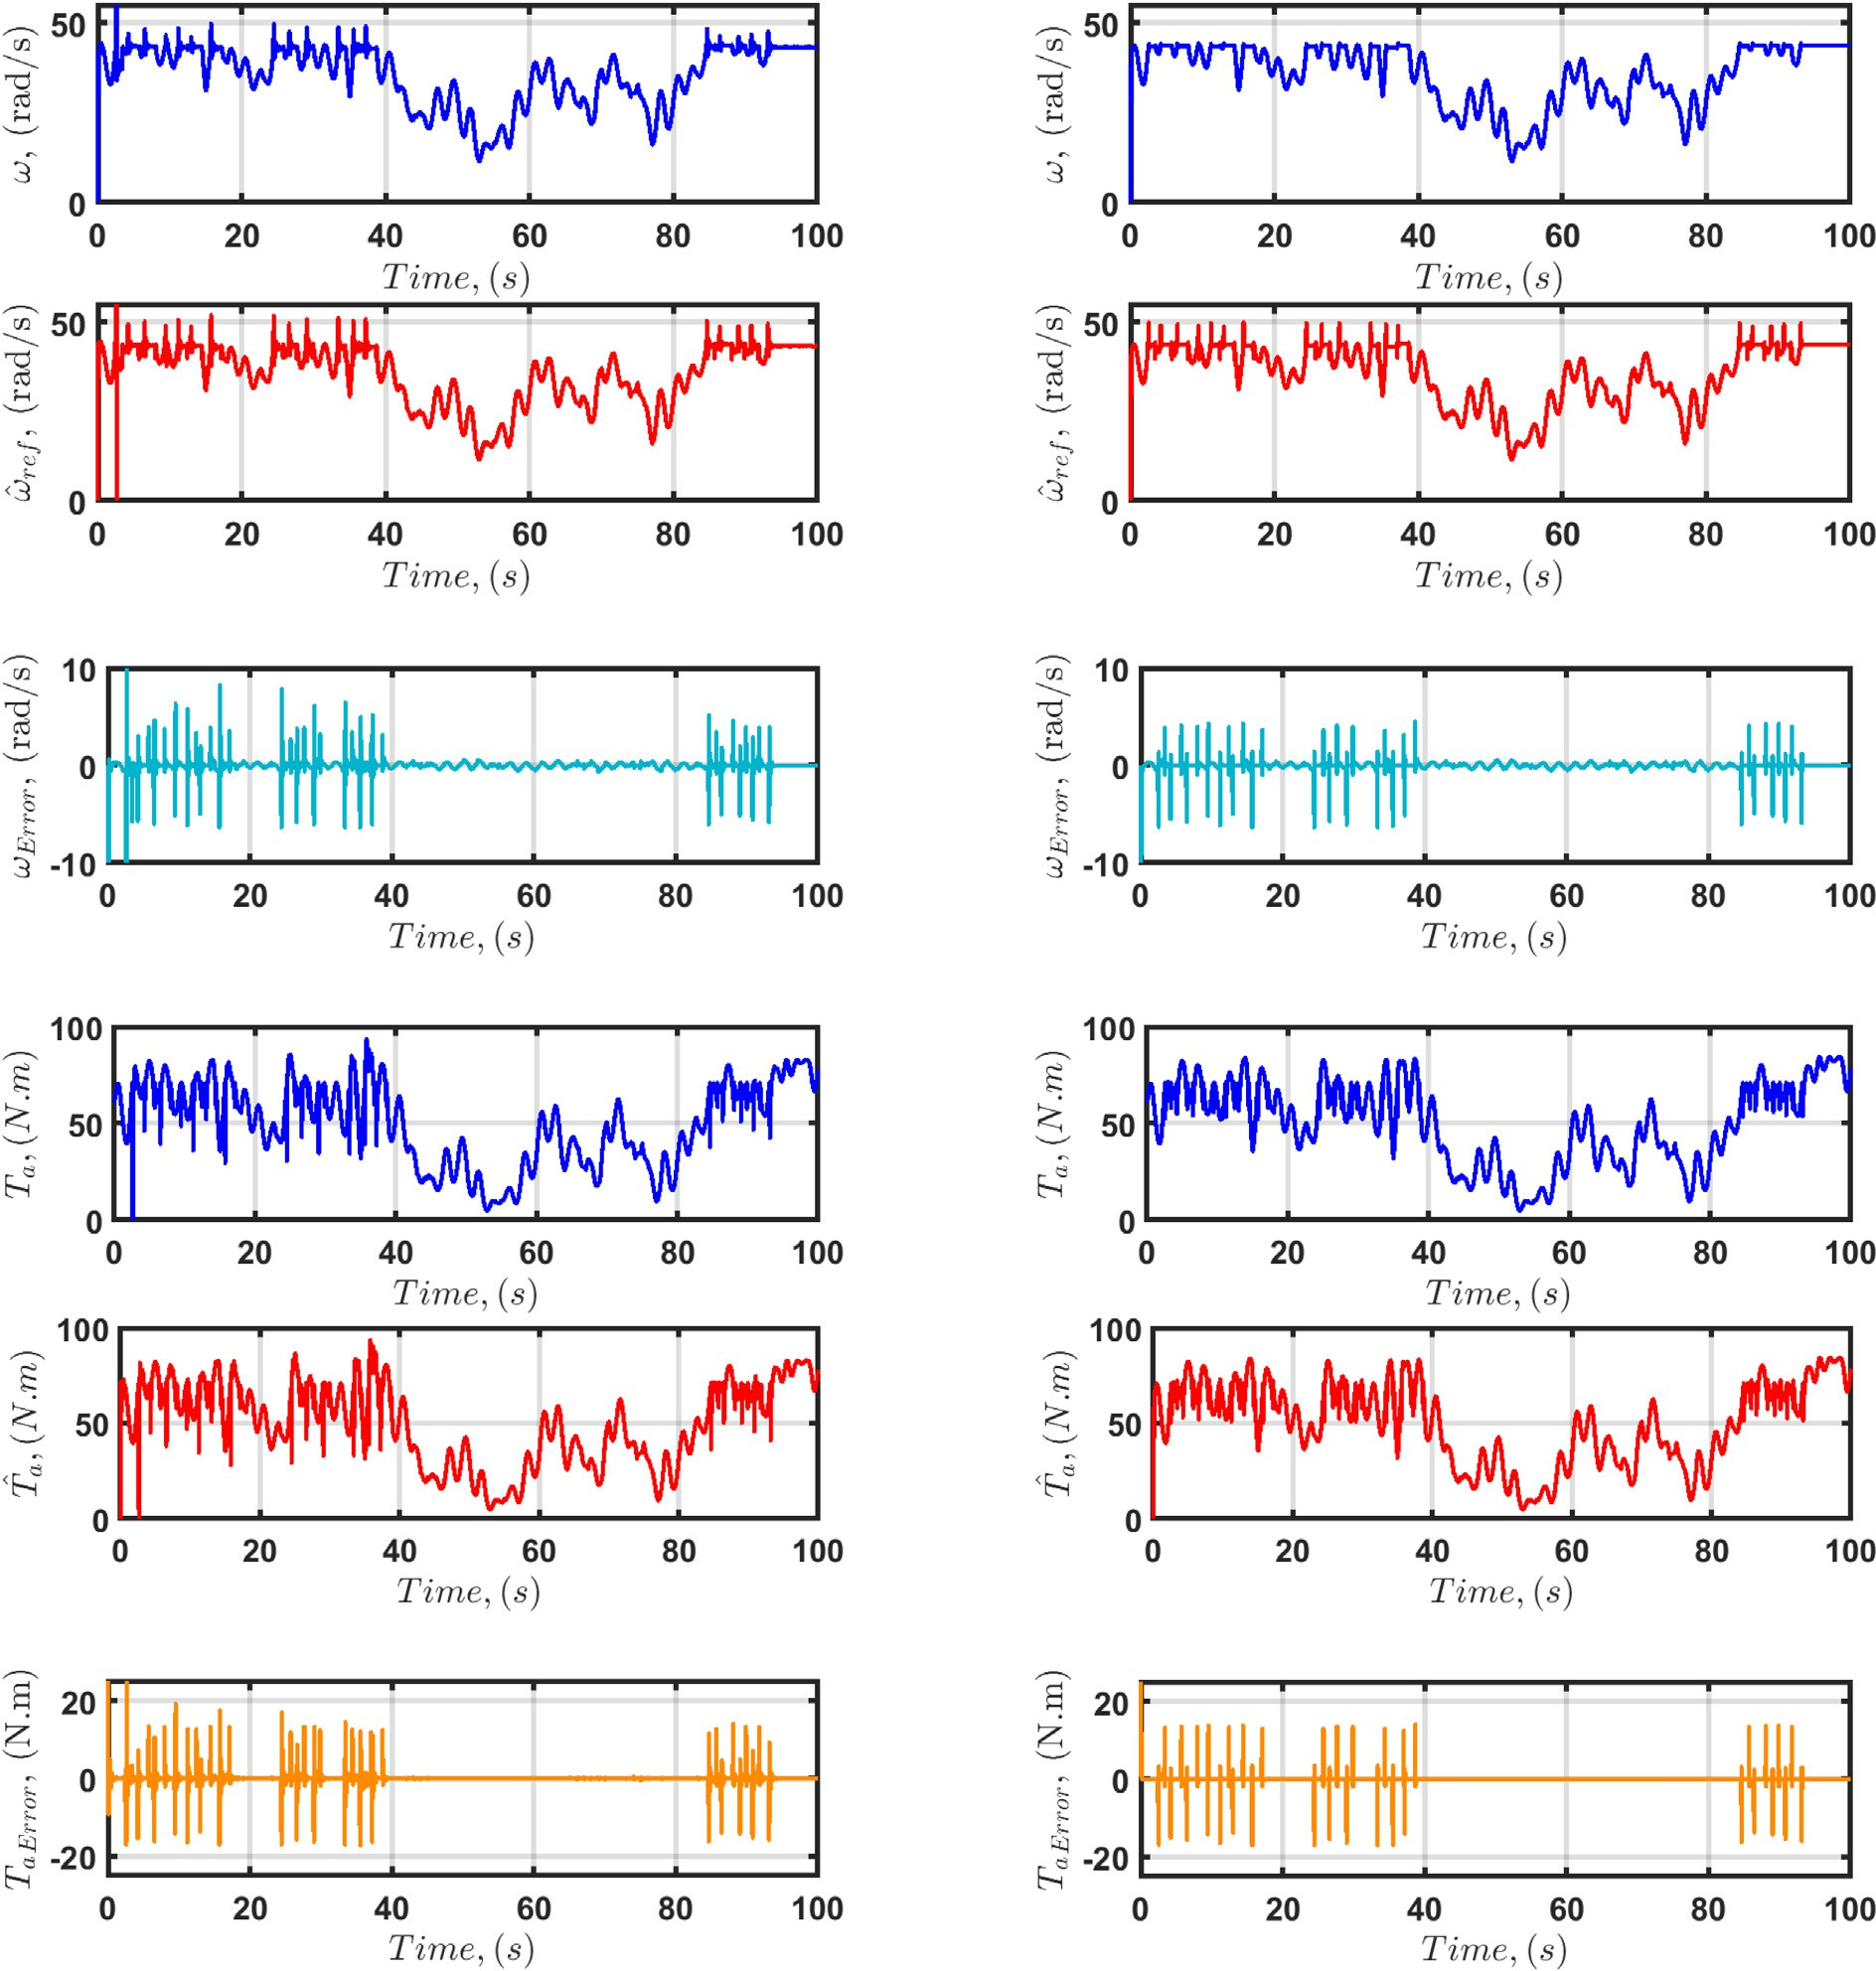 ω, (rad/s)
50
0
0 20 40 60 80 100
Time, (s)
ω, (rad/s)
50
0
0 20 40 60 80 100
Time, (s)
ω̂ref, (rad/s)
50
0
0 20 40 60 80 100
Time, (s)
ω̂ref, (rad/s)
50
0
0 20 40 60 80 100
Time, (s)
ωError, (rad/s)
10
0
-10
0 20 40 60 80 100
Time, (s)
ωError, (rad/s)
10
0
-10
0 20 40 60 80 100
Time, (s)
Ta, (N.m)
100
50
0
0 20 40 60 80 100
Time, (s)
Ta, (N.m)
100
50
0
0 20 40 60 80 100
Time, (s)
T̂a, (N.m)
100
50
0
0 20 40 60 80 100
Time, (s)
T̂a, (N.m)
100
50
0
0 20 40 60 80 100
Time, (s)
TaError, (N.m)
20
0
-20
0 20 40 60 80 100
Time, (s)
TaError, (N.m)
20
0
-20
0 20 40 60 80 100
Time, (s)